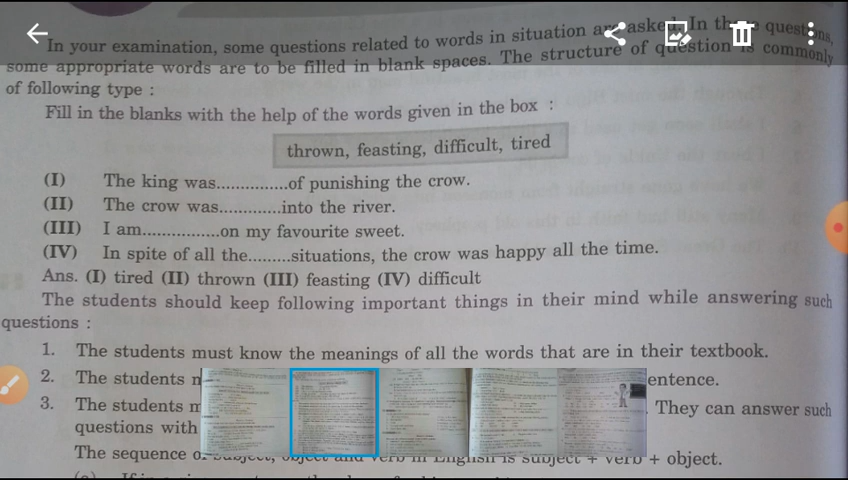 In your examination, some questions related to words in situation are asked. In these questions,
some appropriate words are to be filled in blank spaces. The structure of question is commonly
of following type :
Fill in the blanks with the help of the words given in the box :
thrown, feasting, difficult, tired
(I) The king was..............of punishing the crow.
(II) The crow was.............into the river.
(III) I am................on my favourite sweet.
(IV) In spite of all the.........situations, the crow was happy all the time.
Ans. (I) tired (II) thrown (III) feasting (IV) difficult
The students should keep following important things in their mind while answering such
questions :
1. The students must know the meanings of all the words that are in their textbook.
2. The students entence.
3. The students . They can answer such
questions with
The sequence of subject, object and verb in English is subject + verb + object.